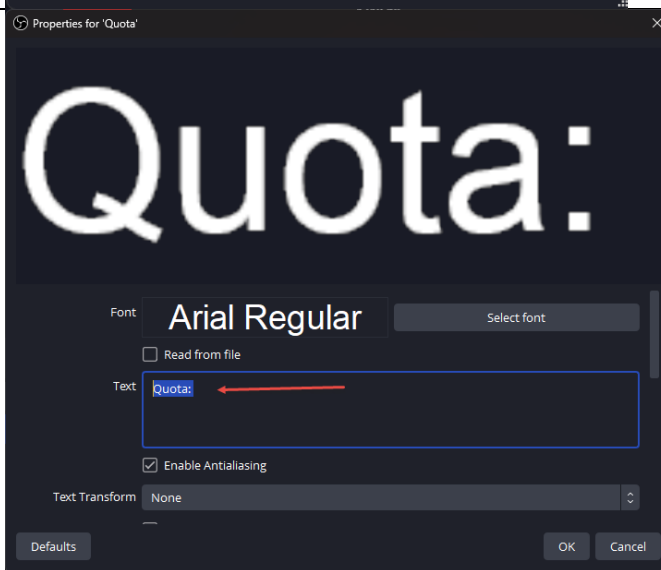 Properties for 'Quota'
Quota:
Font
Arial Regular
Select font
Read from file
Text
Quota:
Enable Antialiasing
Text Transform
None
Defaults
OK
Cancel